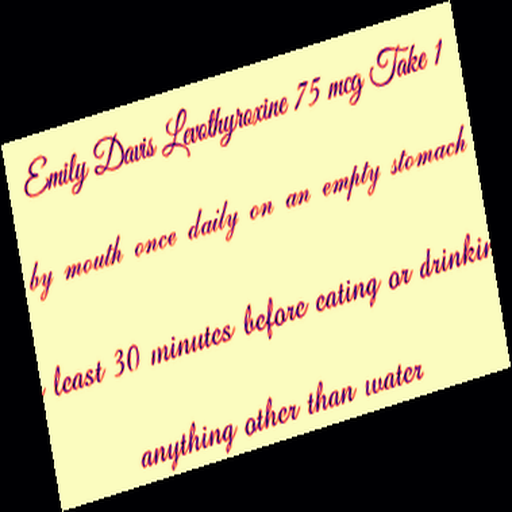 Emily Davis Levothyroxine 75 mcg Take 1
by mouth once daily on an empty stomach
least 30 minutes before eating or
anything other than water